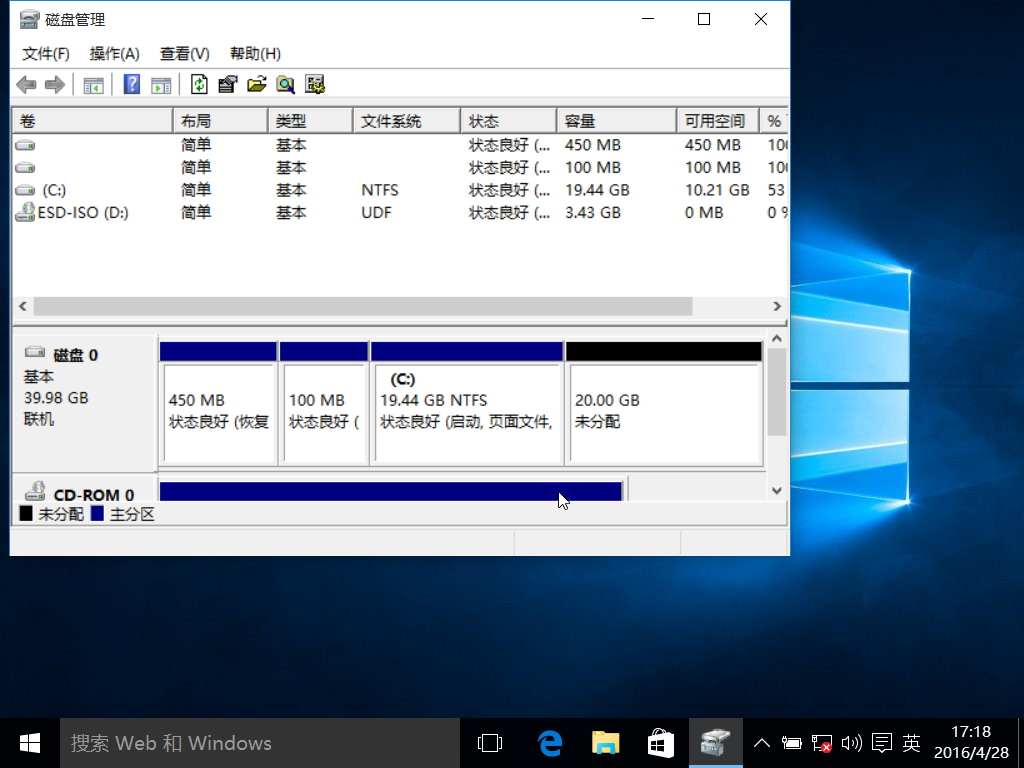 磁盘管理
文件(F) 操作(A) 查看(V) 帮助(H)
卷 布局 类型 文件系统 状态 容量 可用空间 %
简单 基本 状态良好 (... 450 MB 450 MB
简单 基本 状态良好 (... 100 MB 100 MB
(C:) 简单 基本 NTFS 状态良好 (... 19.44 GB 10.21 GB 53
ESD-ISO (D:) 简单 基本 UDF 状态良好 (... 3.43 GB 0 MB 0 %
磁盘 0
基本
39.98 GB
联机
450 MB
状态良好 (恢复
100 MB
状态良好 (
(C:)
19.44 GB NTFS
状态良好 (启动, 页面文件,
20.00 GB
未分配
CD-ROM 0
未分配 主分区
搜索 Web 和 Windows
英
17:18
2016/4/28